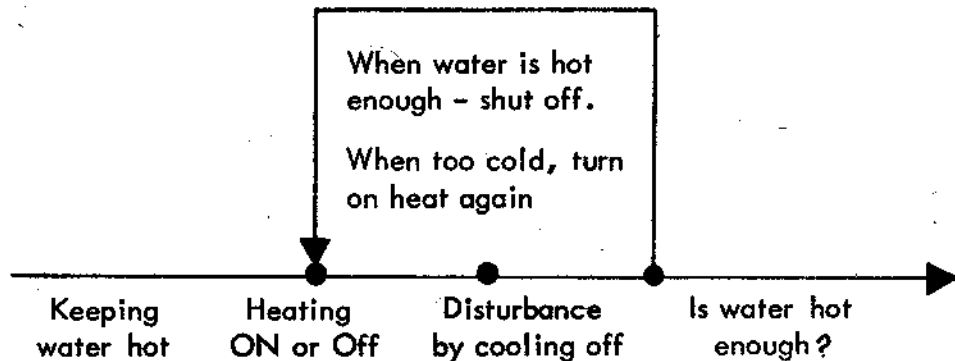 When water is hot
enough - shut off.
When too cold, turn
on heat again
Keeping
water hot
Heating
ON or Off
Disturbance
by cooling off
Is water hot
enough?